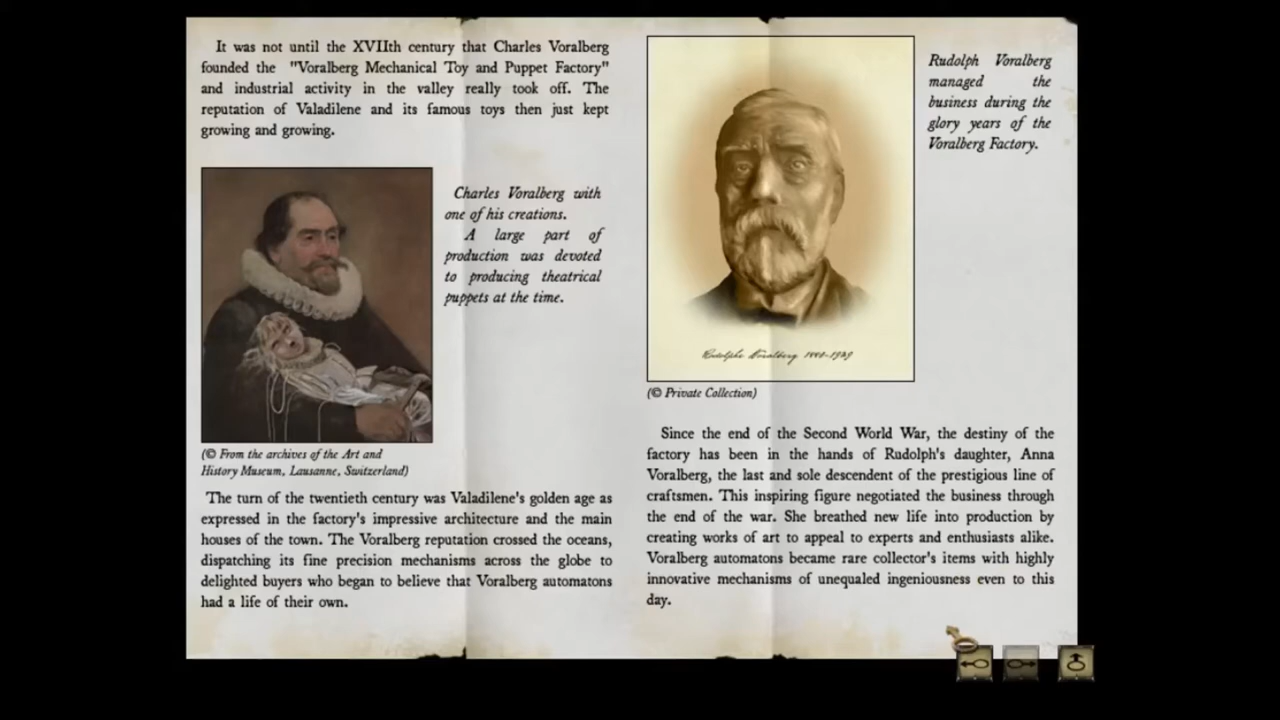 It was not until the XVIIth century that Charles Voralberg
founded the "Voralberg Mechanical Toy and Puppet Factory"
and industrial activity in the valley really took off. The
reputation of Valadilene and its famous toys then just kept
growing and growing.
Charles Voralberg with
one of his creations.
A large part of
production was devoted
to producing theatrical
puppets at the time.
(© From the archives of the Art and
History Museum, Lausanne, Switzerland)
The turn of the twentieth century was Valadilene's golden age as
expressed in the factory's impressive architecture and the main
houses of the town. The Voralberg reputation crossed the oceans,
dispatching its fine precision mechanisms across the globe to
delighted buyers who began to believe that Voralberg automatons
had a life of their own.
Rudolph Voralberg
managed the
business during the
glory years of the
Voralberg Factory.
Voralberg
(© Private Collection)
Since the end of the Second World War, the destiny of the
factory has been in the hands of Rudolph's daughter, Anna
Voralberg, the last and sole descendent of the prestigious line of
craftsmen. This inspiring figure negotiated the business through
the end of the war. She breathed new life into production by
creating works of art to appeal to experts and enthusiasts alike.
Voralberg automatons became rare collector's items with highly
innovative mechanisms of unequaled ingeniousness even to this
day.